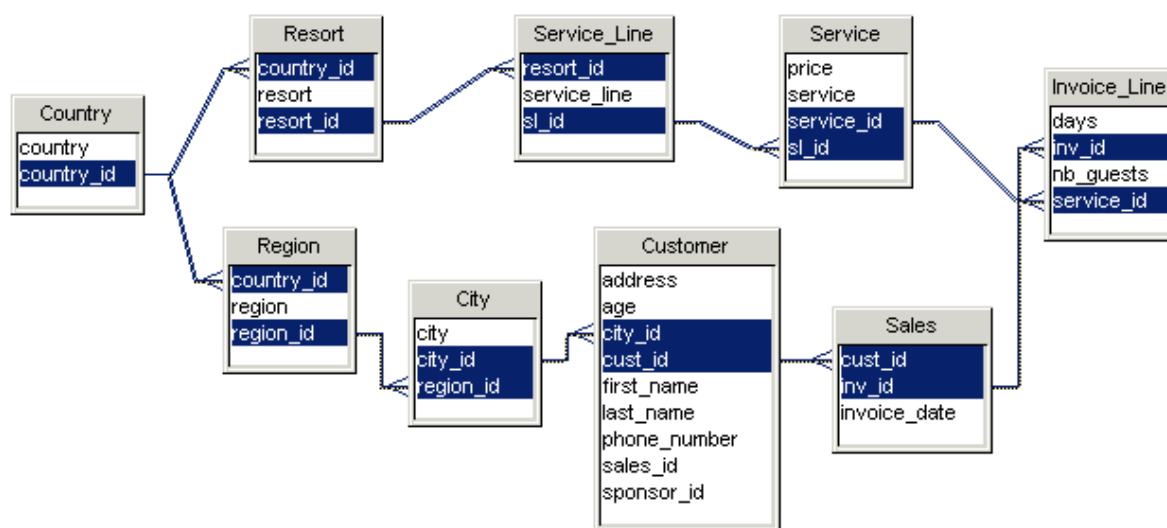 Country
country
country_id
Resort
country_id
resort
resort_id
Service_Line
resort_id
service_line
sl_id
Service
price
service
service_id
sl_id
Invoice_Line
days
inv_id
nb_guests
service_id
Region
country_id
region
region_id
City
city
city_id
region_id
Customer
address
age
city_id
cust_id
first_name
last_name
phone_number
sales_id
sponsor_id
Sales
cust_id
inv_id
invoice_date